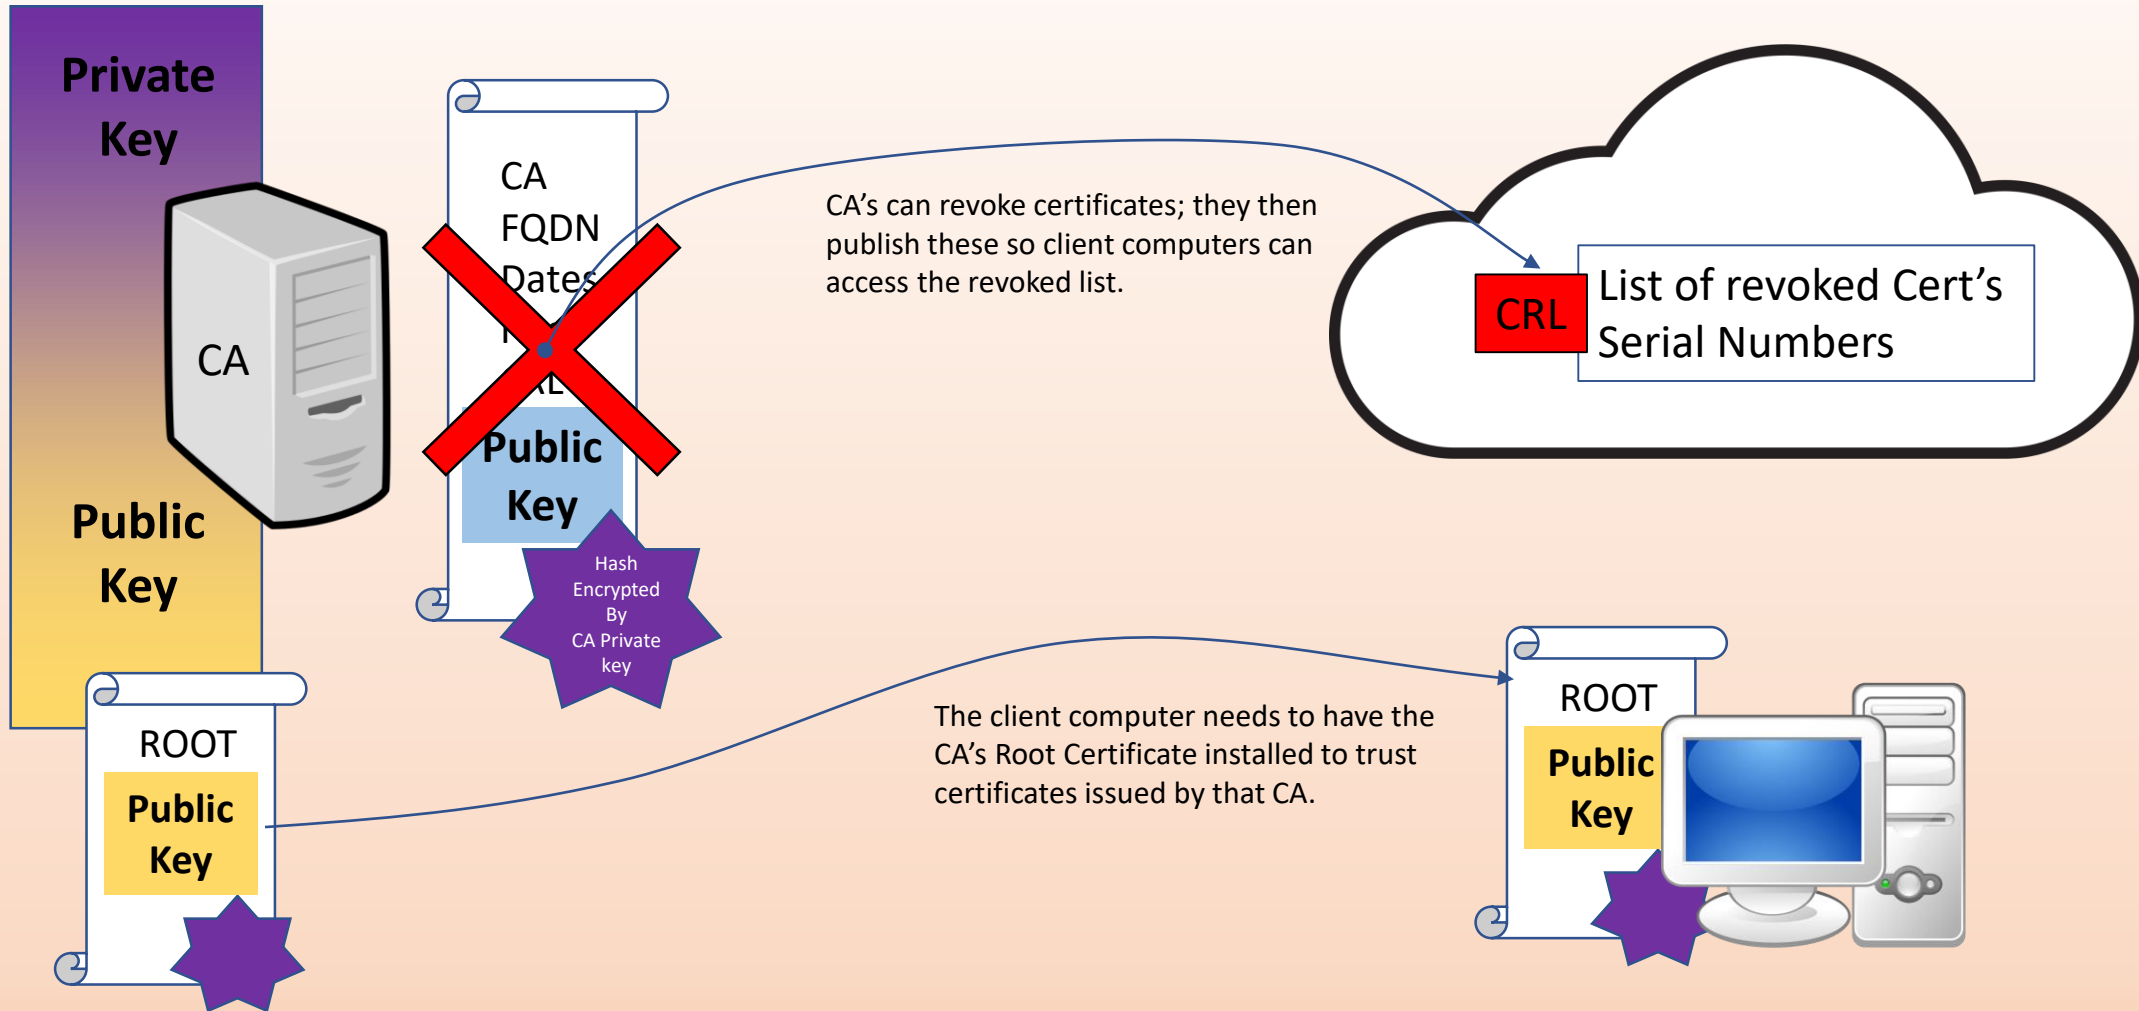 Private
Key
CA
Public
Key
ROOT
Public
Key
CA
FQDN
Dates
Public
Key
Hash
Encrypted
By
CA Private
key
CA's can revoke certificates; they then
publish these so client computers can
access the revoked list.
CRL
List of revoked Cert's
Serial Numbers
The client computer needs to have the
CA's Root Certificate installed to trust
certificates issued by that CA.
ROOT
Public
Key